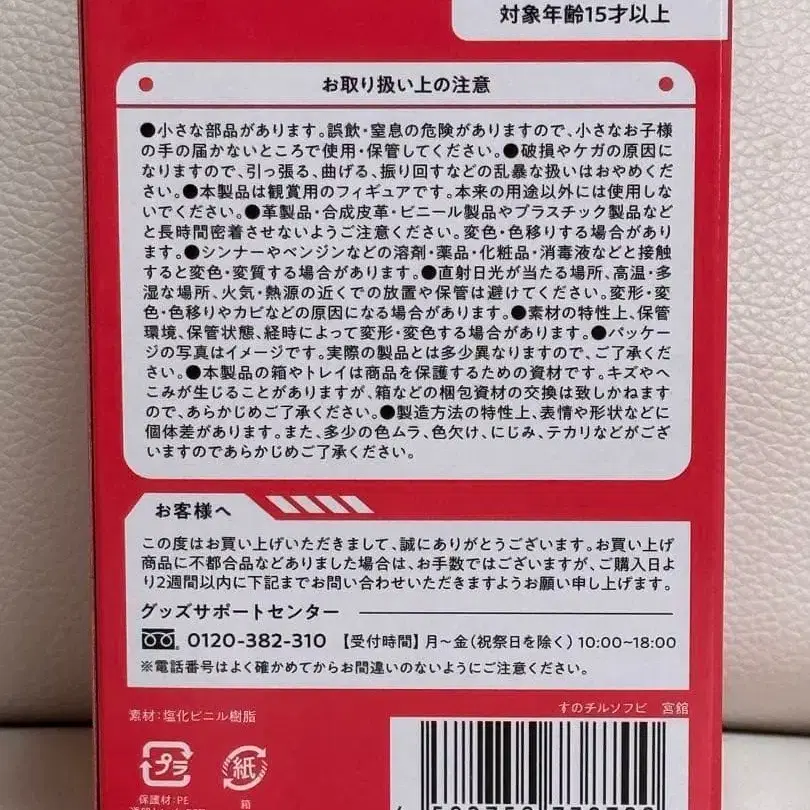 対象年齢15才以上
お取り扱い上の注意
●小さな部品があります。誤飲・窒息の危険がありますので、小さなお子様
の手の届かないところで使用・保管してください。●破損やケガの原因に
なりますので、引っ張る、曲げる、振り回すなどの乱暴な扱いはおやめくだ
さい。●本製品は観賞用のフィギュアです。本来の用途以外には使用しな
いでください。●革製品・合成皮革・ビニール製品やプラスチック製品など
と長時間密着させないようご注意ください。変色・色移りする場合があり
ます。●シンナーやベンジンなどの溶剤・薬品・化粧品・消毒液などと接触
すると変色・変質する場合があります。●直射日光が当たる場所、高温・多
湿な場所、火気・熱源の近くでの放置や保管は避けてください。変形・変
色・色移りやカビなどの原因になる場合があります。●素材の特性上、保管
環境、保管状態、経時によって変形・変色する場合があります。●パッケー
ジの写真はイメージです。実際の製品とは多少異なりますので、ご了承くだ
さい。●本製品の箱やトレイは商品を保護するための資材です。キズやへ
こみが生じることがありますが、箱などの梱包資材の交換は致しかねます
ので、あらかじめご了承ください。●製造方法の特性上、表情や形状などに
個体差があります。また、多少の色ムラ、色欠け、にじみ、テカリなどがござ
いますのであらかじめご了承ください。
お客様へ
この度はお買い上げいただきまして、誠にありがとうございます。お買い上げ
商品に不都合品などありました場合は、お手数ではございますが、ご購入日よ
り2週間以内に下記までお問い合わせいただきますようお願い申し上げます。
グッズサポートセンター
0120-382-310 【受付時間】月～金(祝祭日を除く)10:00~18:00
※電話番号はよく確かめてからお間違いのないようにご注意ください。
素材：塩化ビニル樹脂
すのチルソフビ 宮舘
プラ
紙
保護材：PE
箱